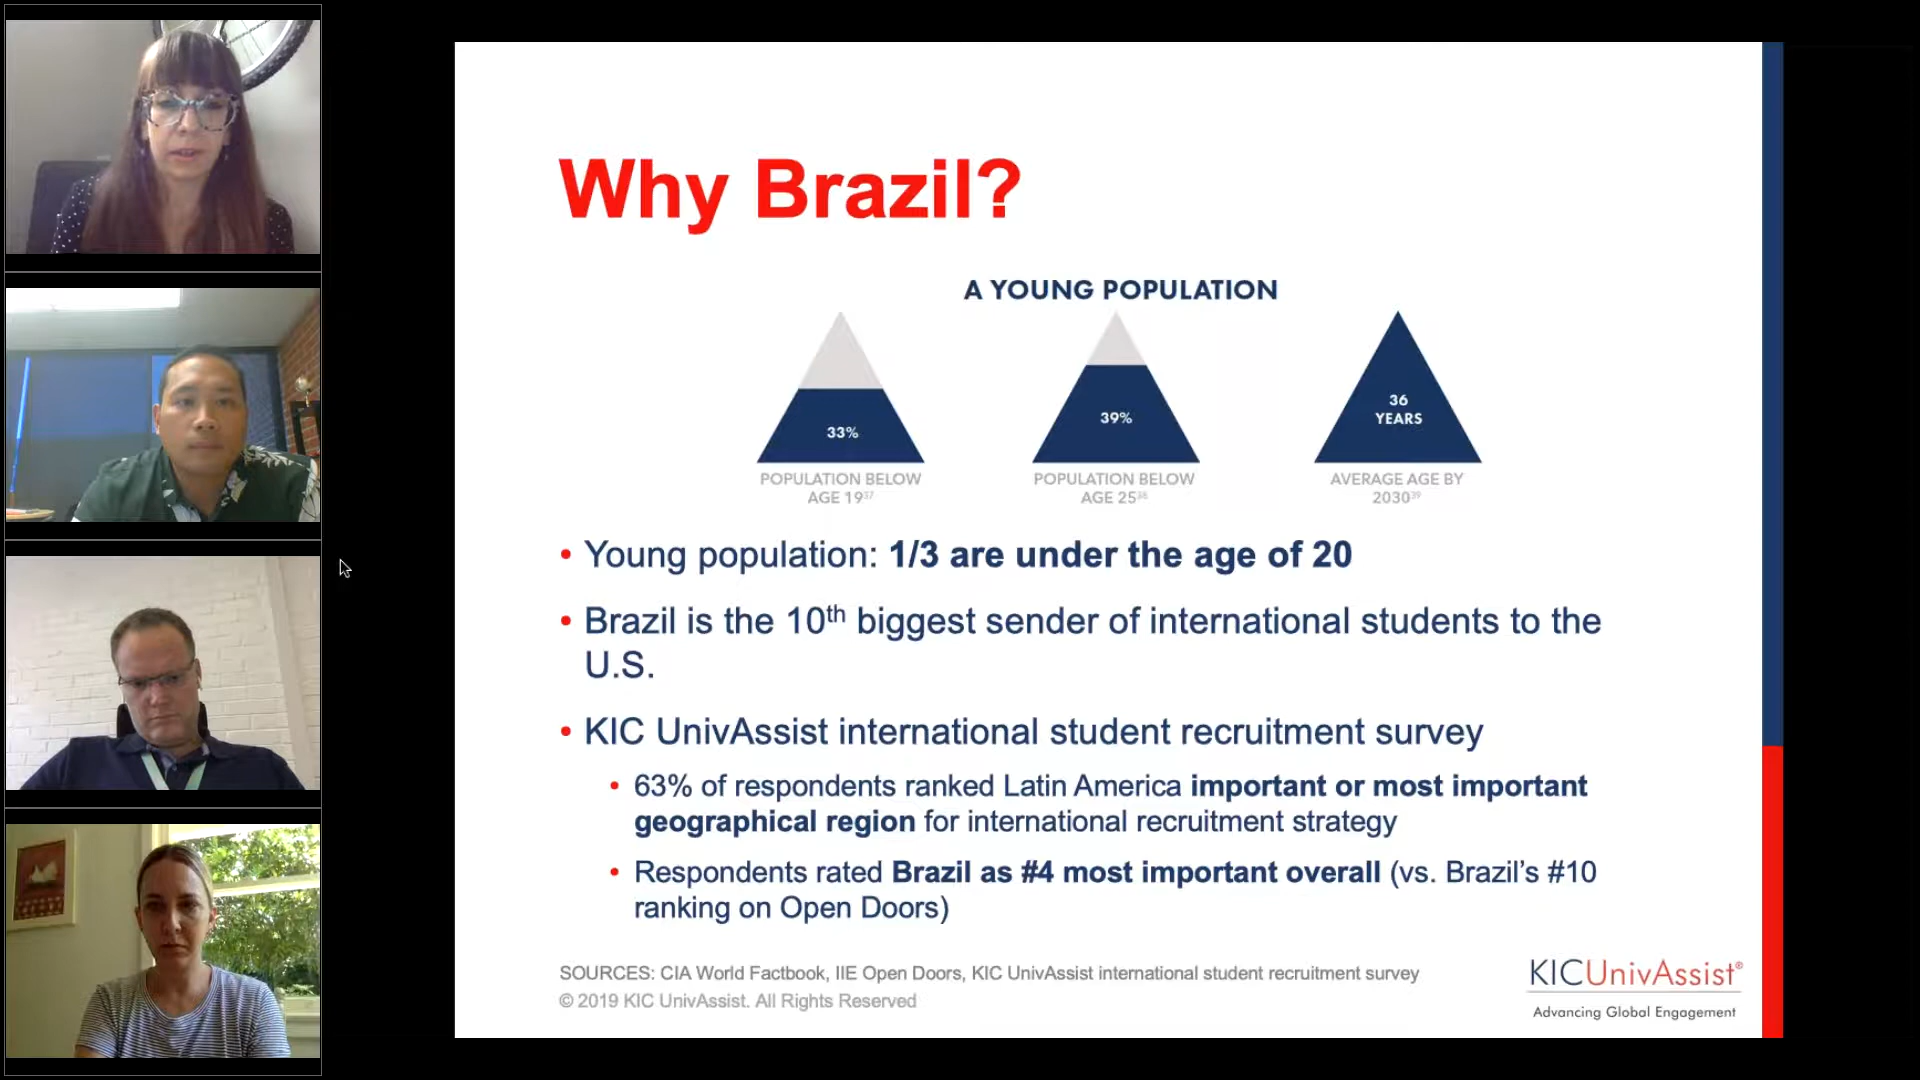 Why Brazil?
A YOUNG POPULATION
33%
39%
36
YEARS
POPULATION BELOW
AGE 19³⁷
POPULATION BELOW
AGE 25³⁸
AVERAGE AGE BY
2030³⁹
• Young population: 1/3 are under the age of 20
• Brazil is the 10th biggest sender of international students to the
U.S.
• KIC UnivAssist international student recruitment survey
• 63% of respondents ranked Latin America important or most important
geographical region for international recruitment strategy
• Respondents rated Brazil as #4 most important overall (vs. Brazil’s #10
ranking on Open Doors)
SOURCES: CIA World Factbook, IIE Open Doors, KIC UnivAssist international student recruitment survey
© 2019 KIC UnivAssist. All Rights Reserved
KICUnivAssist®
Advancing Global Engagement